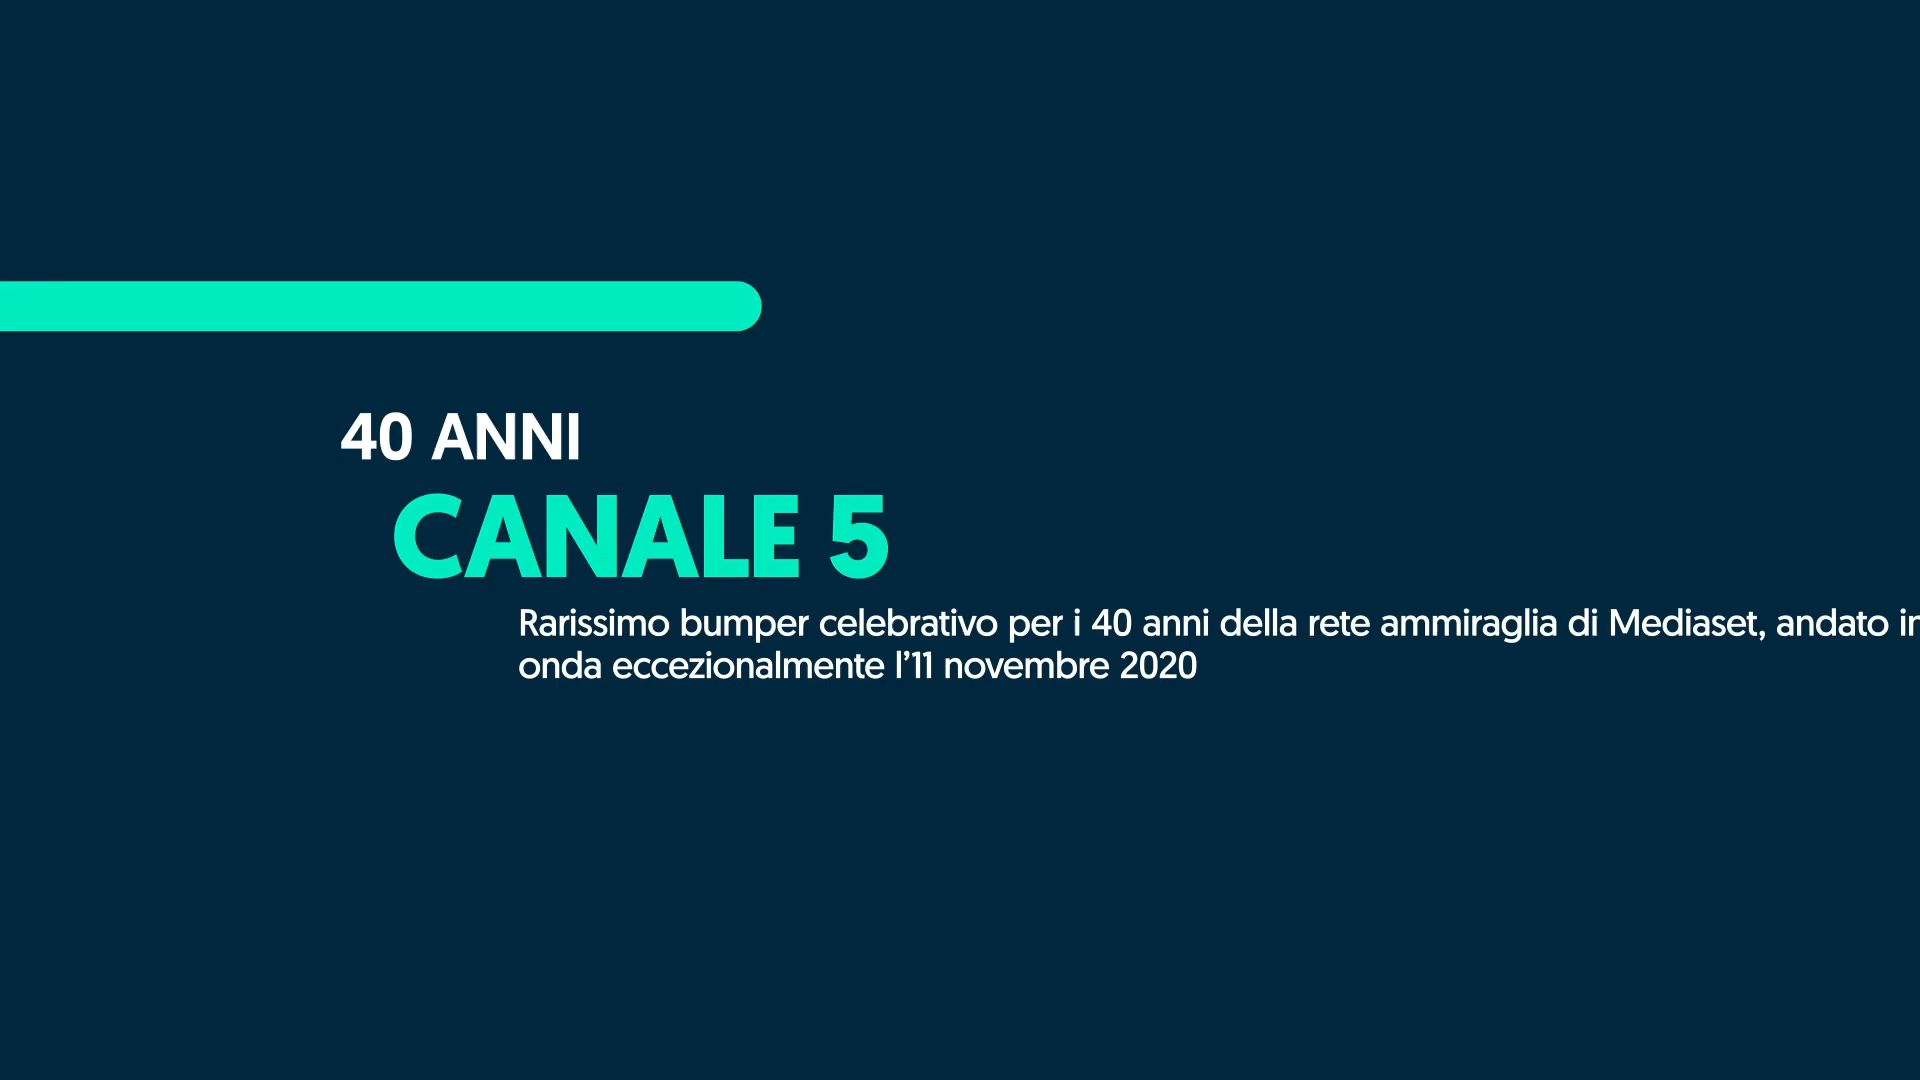 40 ANNI
CANALE 5
Rarissimo bumper celebrativo per i 40 anni della rete ammiraglia di Mediaset, andato in
onda eccezionalmente l’11 novembre 2020